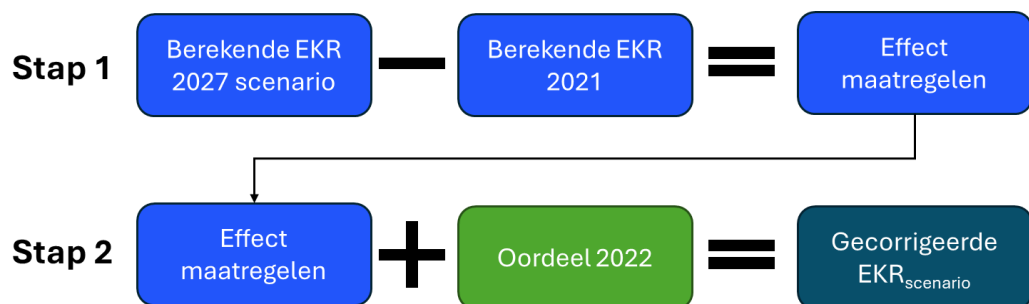 Stap 1
Berekende EKR
2027 scenario
Berekende EKR
2021
Effect
maatregelen
Stap 2
Effect
maatregelen
Oordeel 2022
Gecorrigeerde
EKRscenario